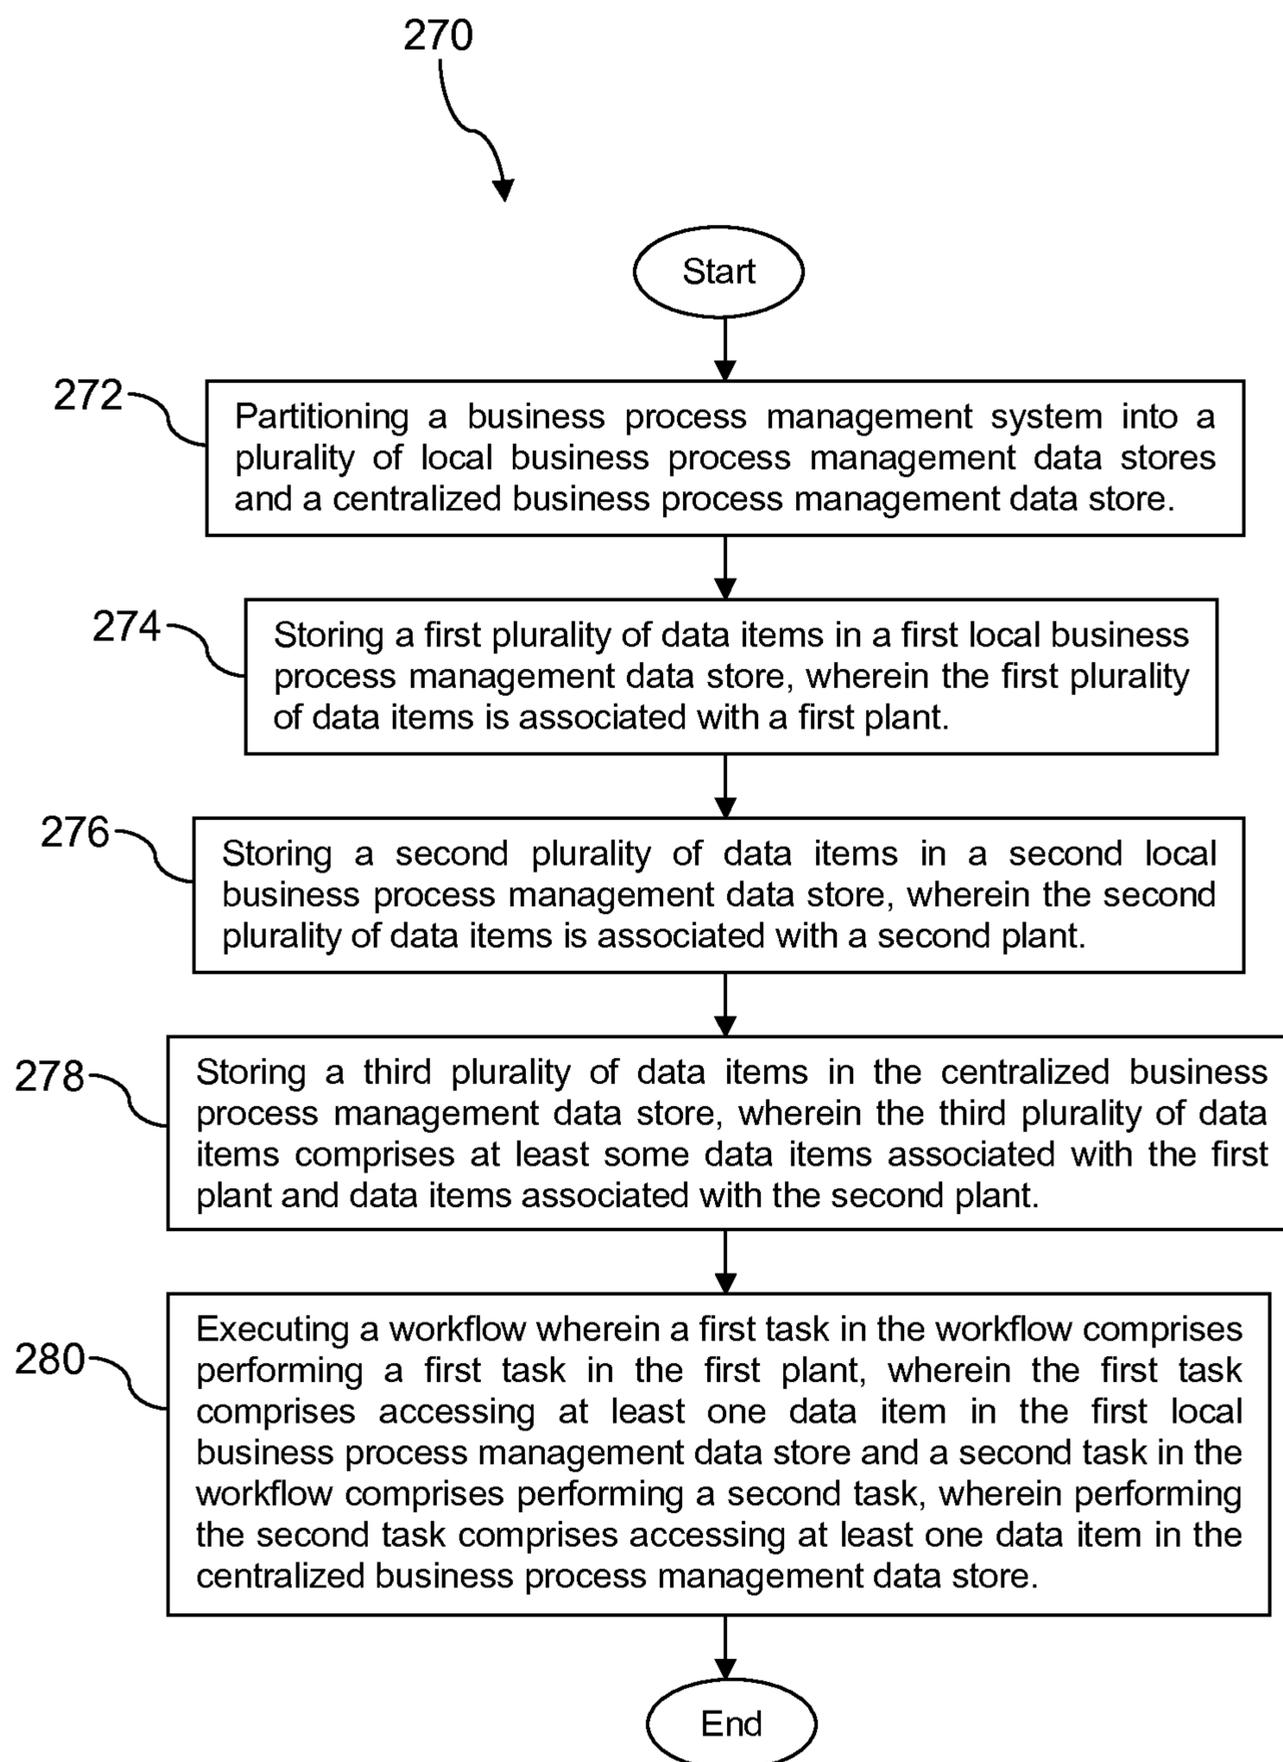 270
Start
272
Partitioning a business process management system into a
plurality of local business process management data stores
and a centralized business process management data store.
274
Storing a first plurality of data items in a first local business
process management data store, wherein the first plurality
of data items is associated with a first plant.
276
Storing a second plurality of data items in a second local
business process management data store, wherein the second
plurality of data items is associated with a second plant.
278
Storing a third plurality of data items in the centralized business
process management data store, wherein the third plurality of data
items comprises at least some data items associated with the first
plant and data items associated with the second plant.
280
Executing a workflow wherein a first task in the workflow comprises
performing a first task in the first plant, wherein the first task
comprises accessing at least one data item in the first local
business process management data store and a second task in the
workflow comprises performing a second task, wherein performing
the second task comprises accessing at least one data item in the
centralized business process management data store.
End